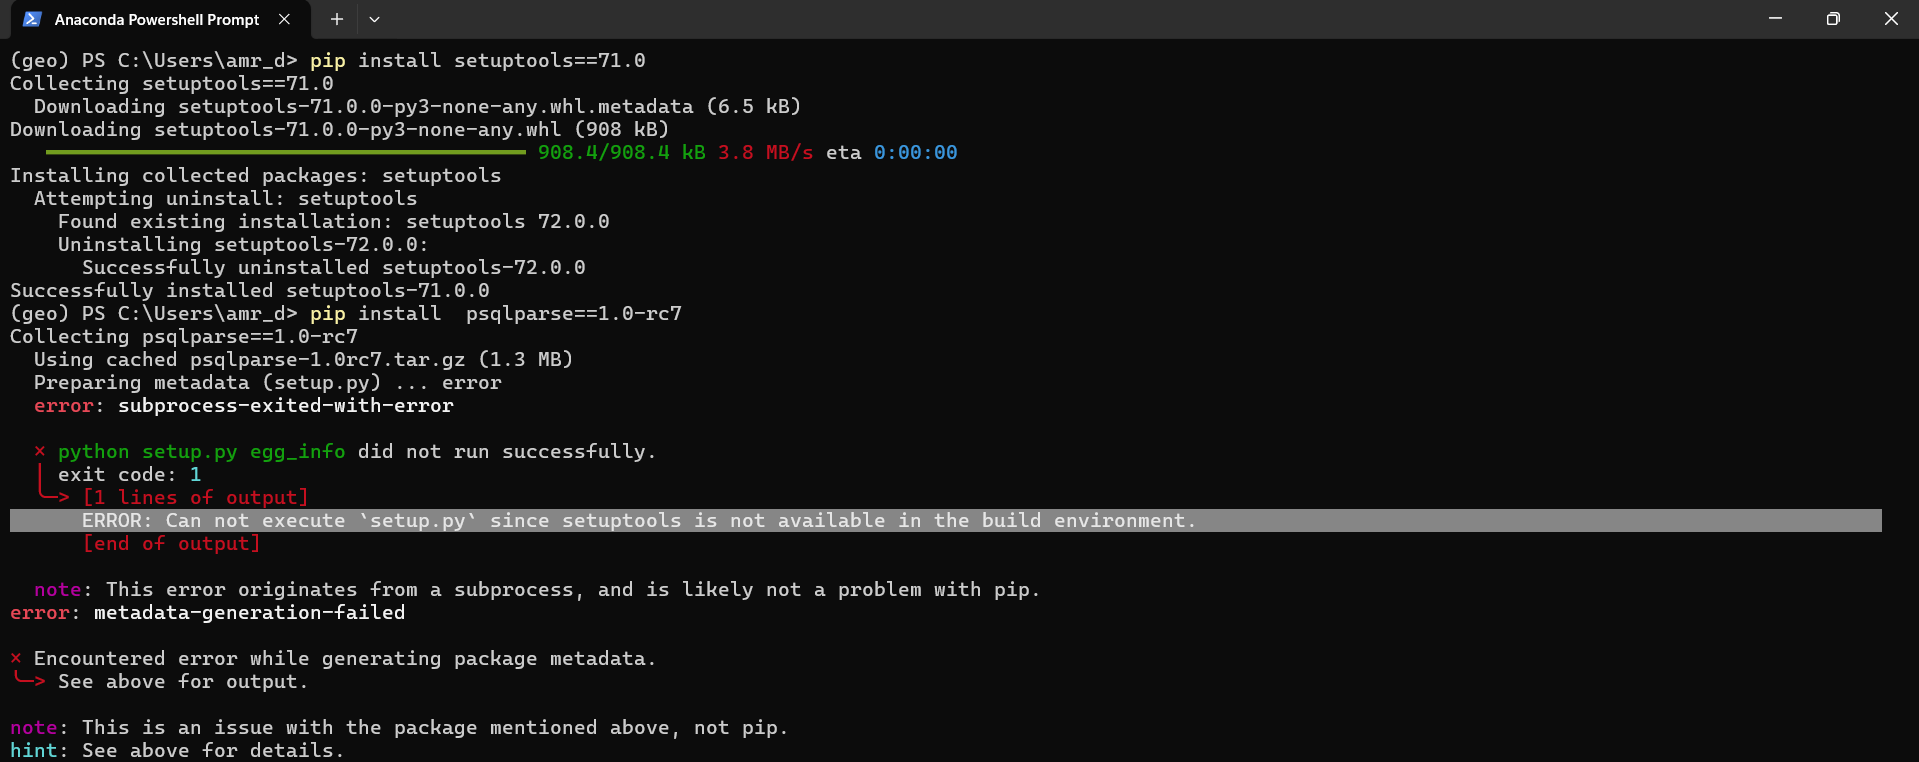 Anaconda Powershell Prompt
(geo) PS C:\Users\amr_d> pip install setuptools==71.0
Collecting setuptools==71.0
  Downloading setuptools-71.0.0-py3-none-any.whl.metadata (6.5 kB)
Downloading setuptools-71.0.0-py3-none-any.whl (908 kB)
908.4/908.4 kB 3.8 MB/s eta 0:00:00
Installing collected packages: setuptools
  Attempting uninstall: setuptools
    Found existing installation: setuptools 72.0.0
    Uninstalling setuptools-72.0.0:
      Successfully uninstalled setuptools-72.0.0
Successfully installed setuptools-71.0.0
(geo) PS C:\Users\amr_d> pip install  psqlparse==1.0-rc7
Collecting psqlparse==1.0-rc7
  Using cached psqlparse-1.0rc7.tar.gz (1.3 MB)
  Preparing metadata (setup.py) ... error
  error: subprocess-exited-with-error
  × python setup.py egg_info did not run successfully.
  │ exit code: 1
  ╰─> [1 lines of output]
      ERROR: Can not execute `setup.py` since setuptools is not available in the build environment.
      [end of output]
  note: This error originates from a subprocess, and is likely not a problem with pip.
error: metadata-generation-failed
× Encountered error while generating package metadata.
╰─> See above for output.
note: This is an issue with the package mentioned above, not pip.
hint: See above for details.